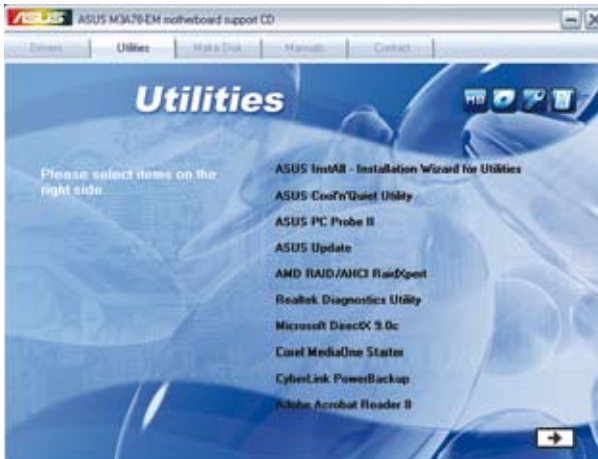 ASUS ASUS M3A78-EM motherboard support CD
Drivers Utilities Make Disk Manuals Contact
Utilities
MB
Please select items on the
right side
ASUS InstAll - Installation Wizard for Utilities
ASUS Cool'n'Quiet Utility
ASUS PC Probe II
ASUS Update
AMD RAID/AHCI RaidXpert
Realtek Diagnostics Utility
Microsoft DirectX 9.0c
Corel MediaOne Starter
CyberLink PowerBackup
Adobe Acrobat Reader 8